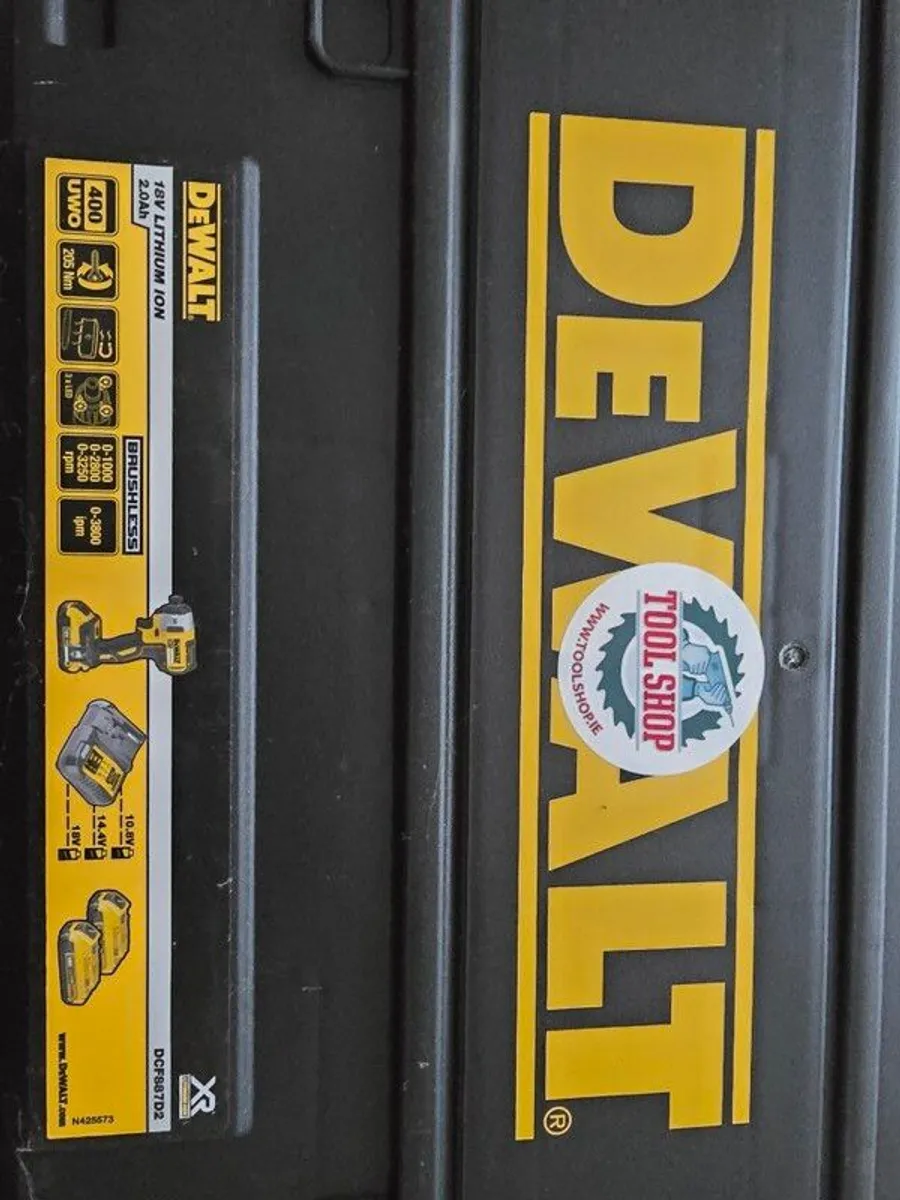 DEWALT®
TOOL SHOP
WWW.TOOLSHOP.IE
DEWALT
XR
18V LITHIUM ION
2.0Ah
BRUSHLESS
DCF887D2
400
UWO
205 Nm
3 x LED
0-1000
0-2800
0-3250
rpm
0-3800
ipm
10.8V
14.4V
18V
www.DeWALT.com
N425573